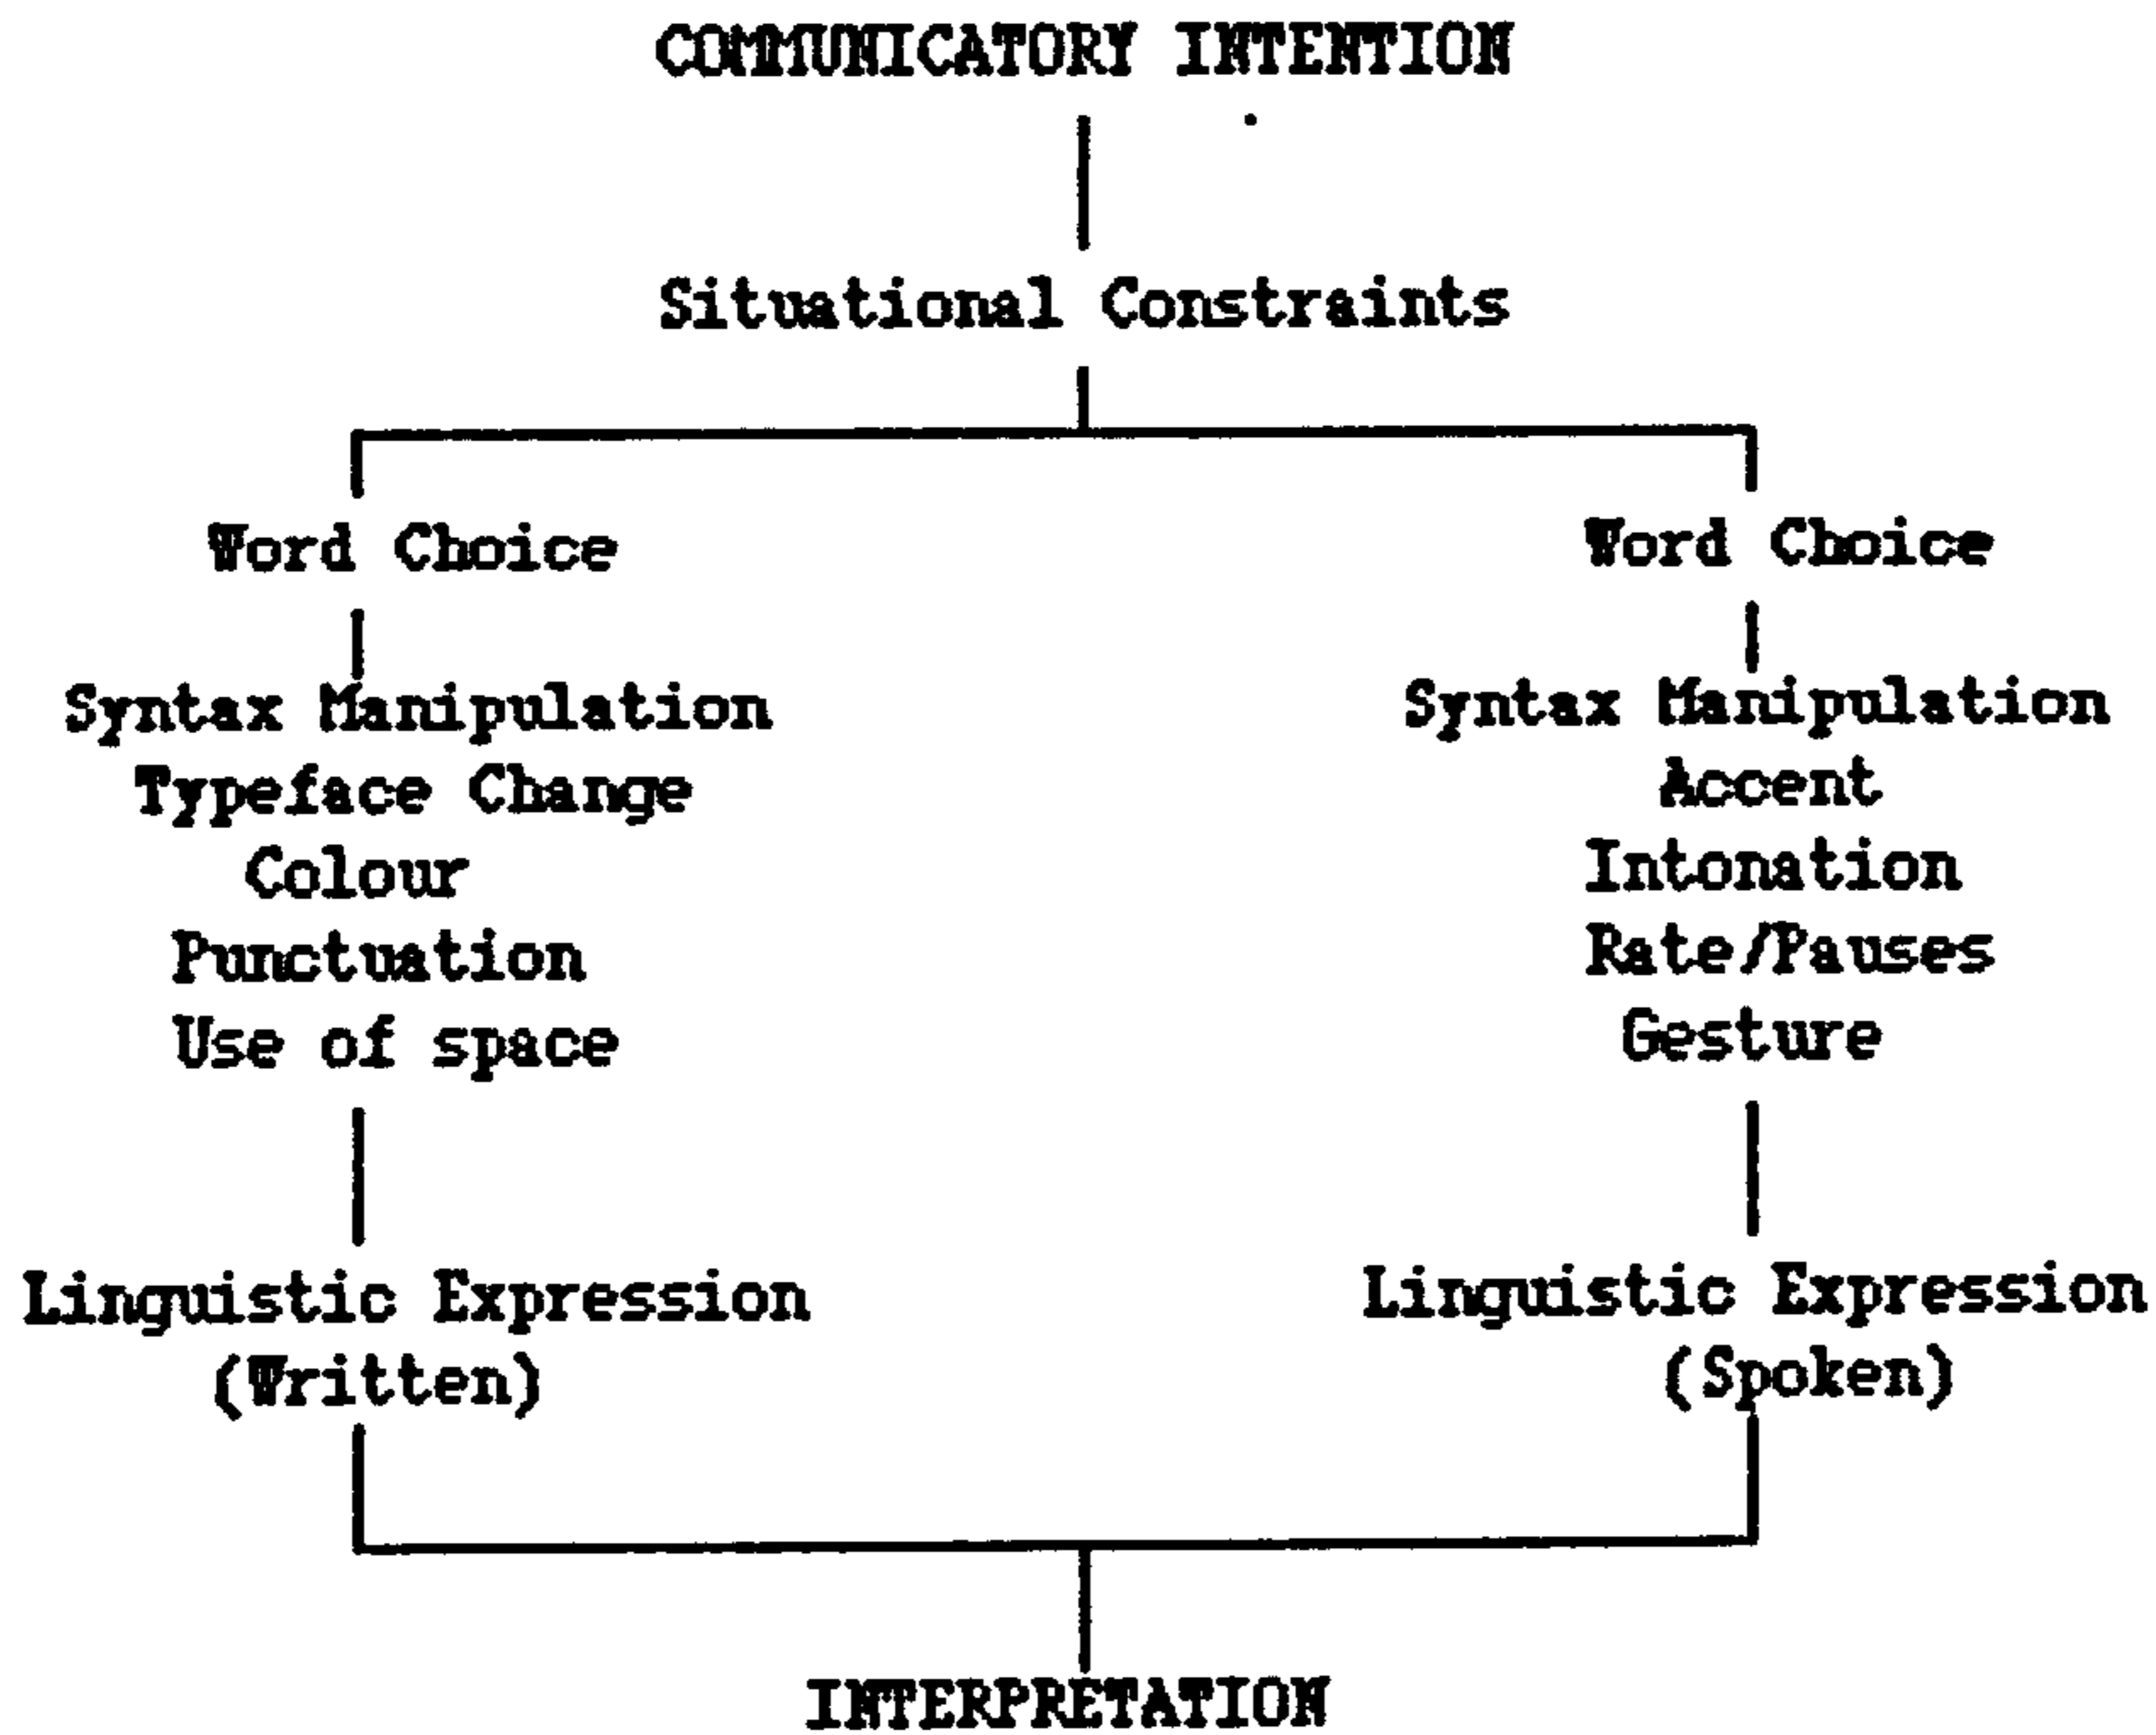 COMMUNICATORY INTENTION
Situational Constraints
Word Choice
Syntax Manipulation
Typeface Change
Colour
Punctuation
Use of space
Linguistic Expression
(Written)
Word Choice
Syntax Manipulation
Accent
Intonation
Rate/Pauses
Gesture
Linguistic Expression
(Spoken)
INTERPRETATION